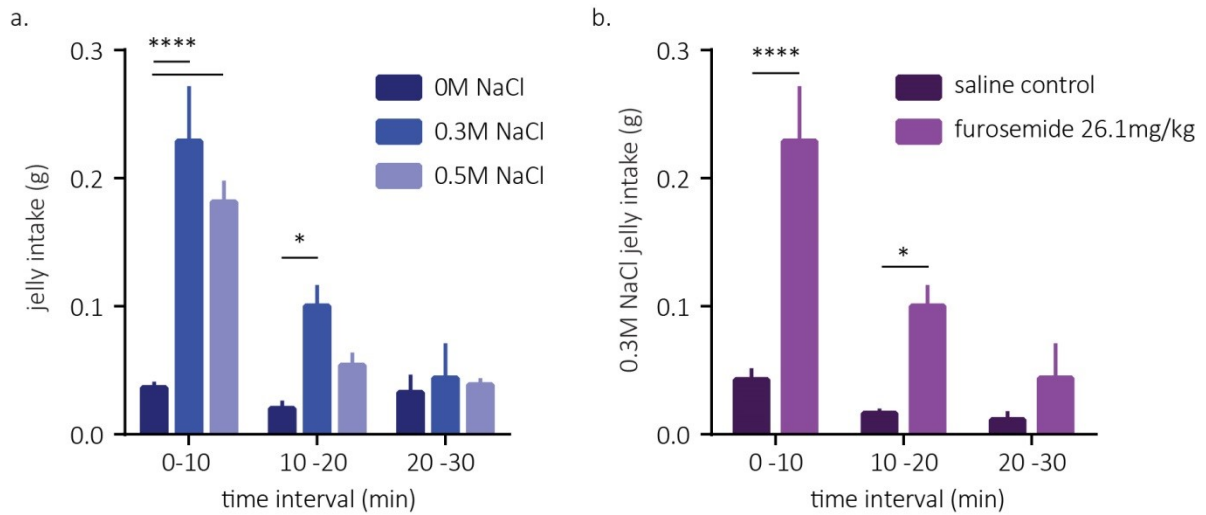 a.
jelly intake (g)
0.3
0.2
0.1
0.0
****
*
0M NaCl
0.3M NaCl
0.5M NaCl
0-10
10 -20
20 -30
time interval (min)
b.
0.3M NaCl jelly intake (g)
0.3
0.2
0.1
0.0
****
*
saline control
furosemide 26.1mg/kg
0 -10
10 -20
20 -30
time interval (min)